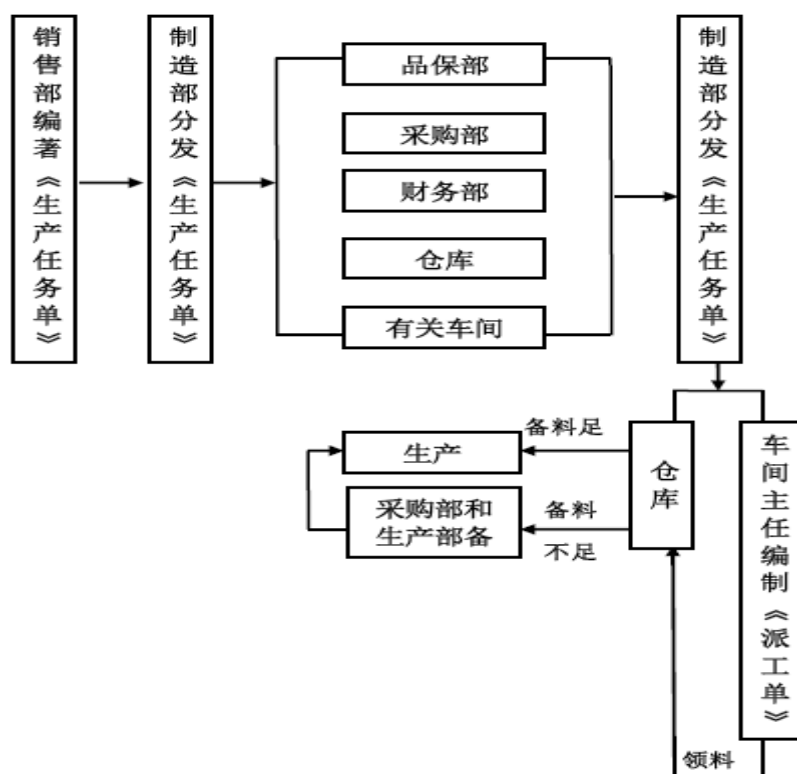 销售部编著《生产任务单》
制造部分发《生产任务单》
品保部
采购部
财务部
仓库
有关车间
制造部分发《生产任务单》
生产
备料足
采购部和
生产部备
备料
不足
仓库
车间主任编制《派工单》
领料